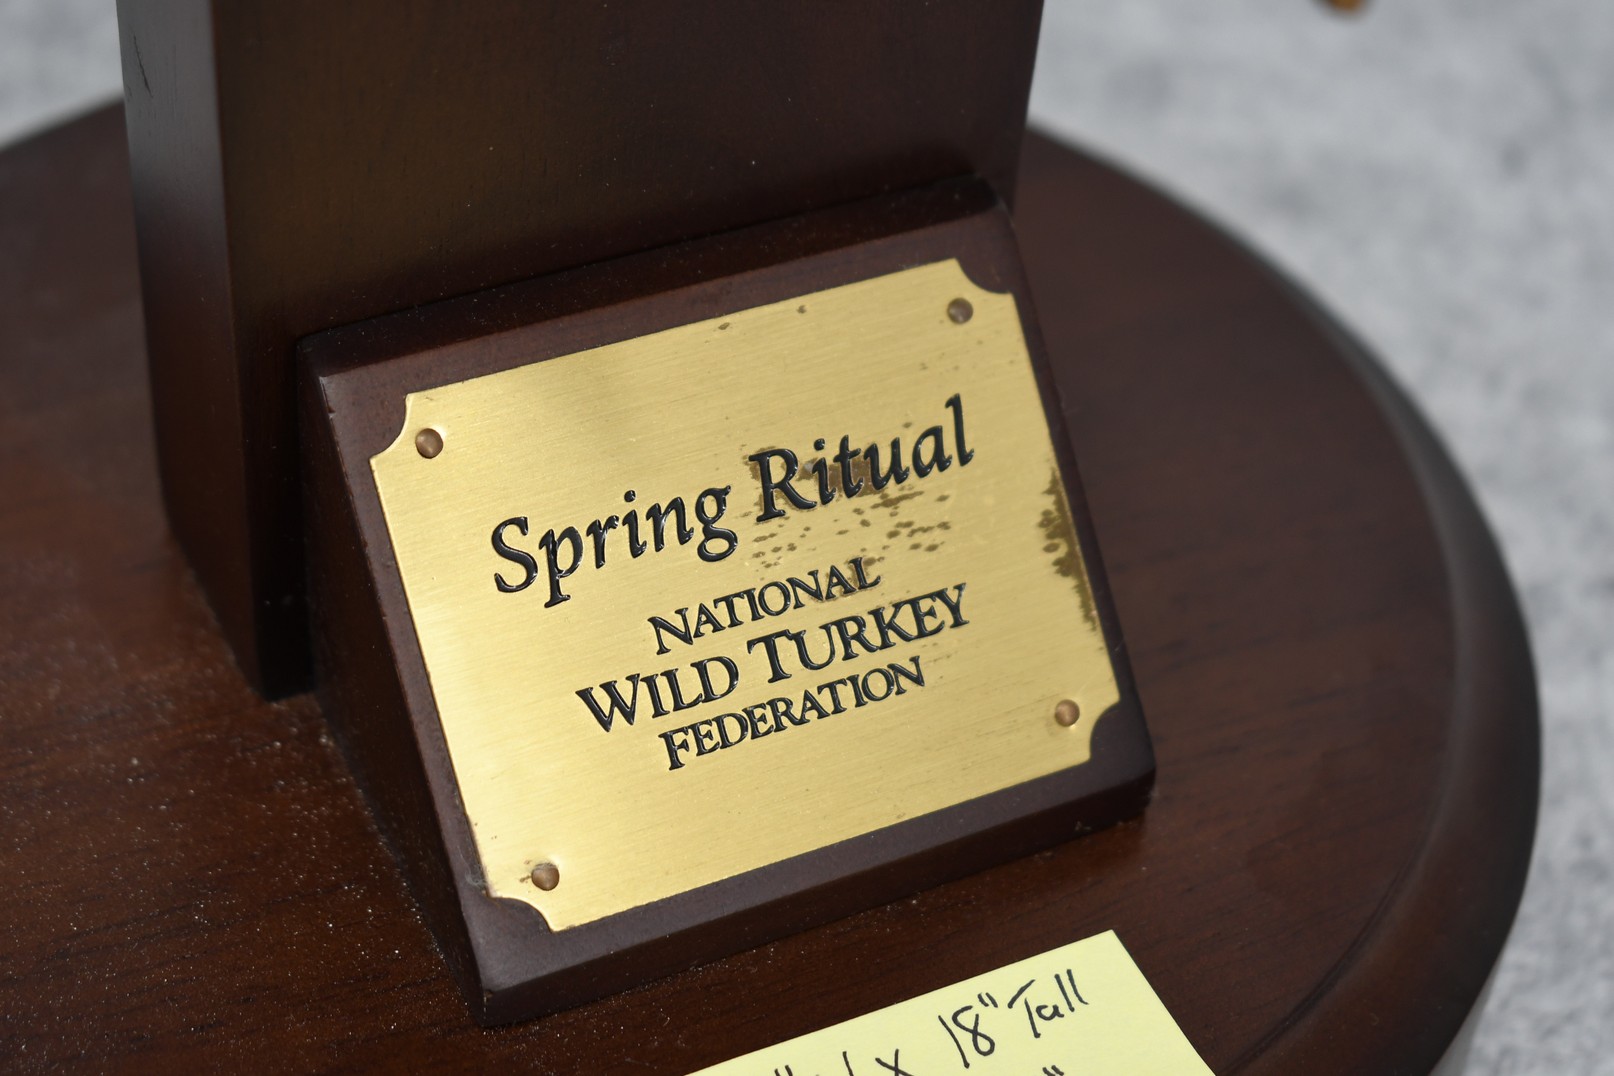 Spring Ritual
NATIONAL
WILD TURKEY
FEDERATION
x 18" Tall